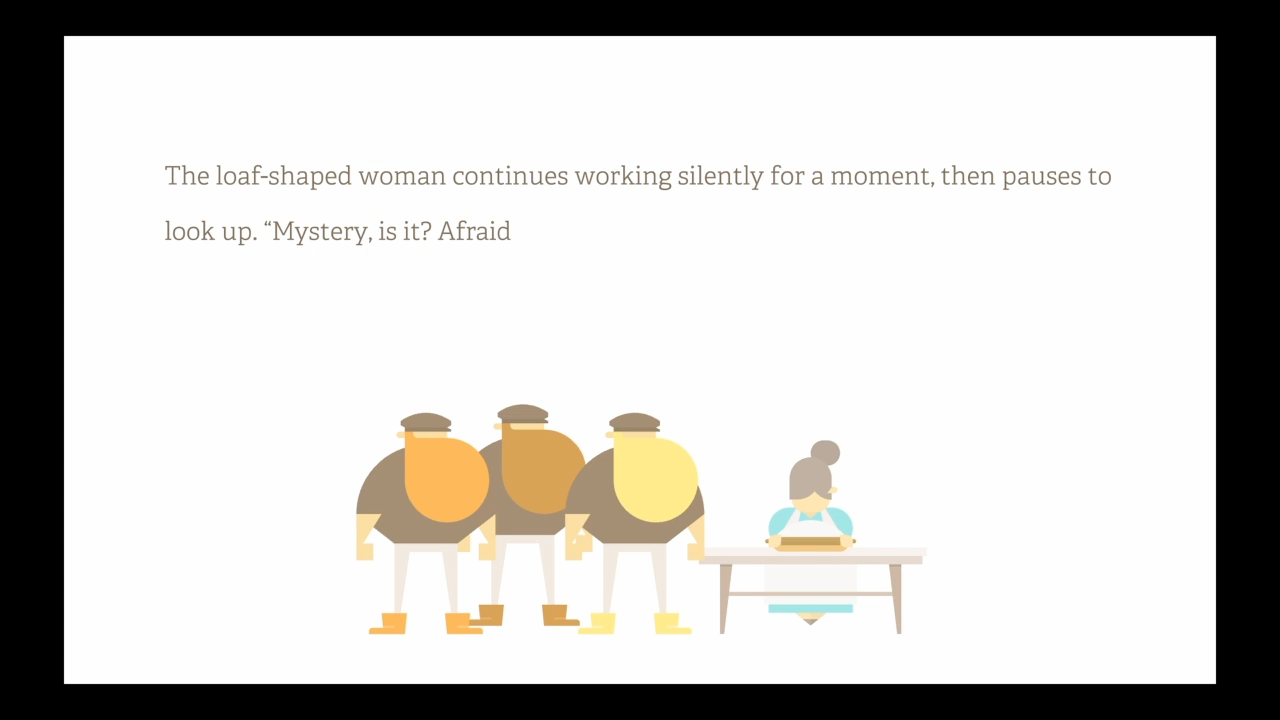 The loaf-shaped woman continues working silently for a moment, then pauses to
look up. “Mystery, is it? Afraid